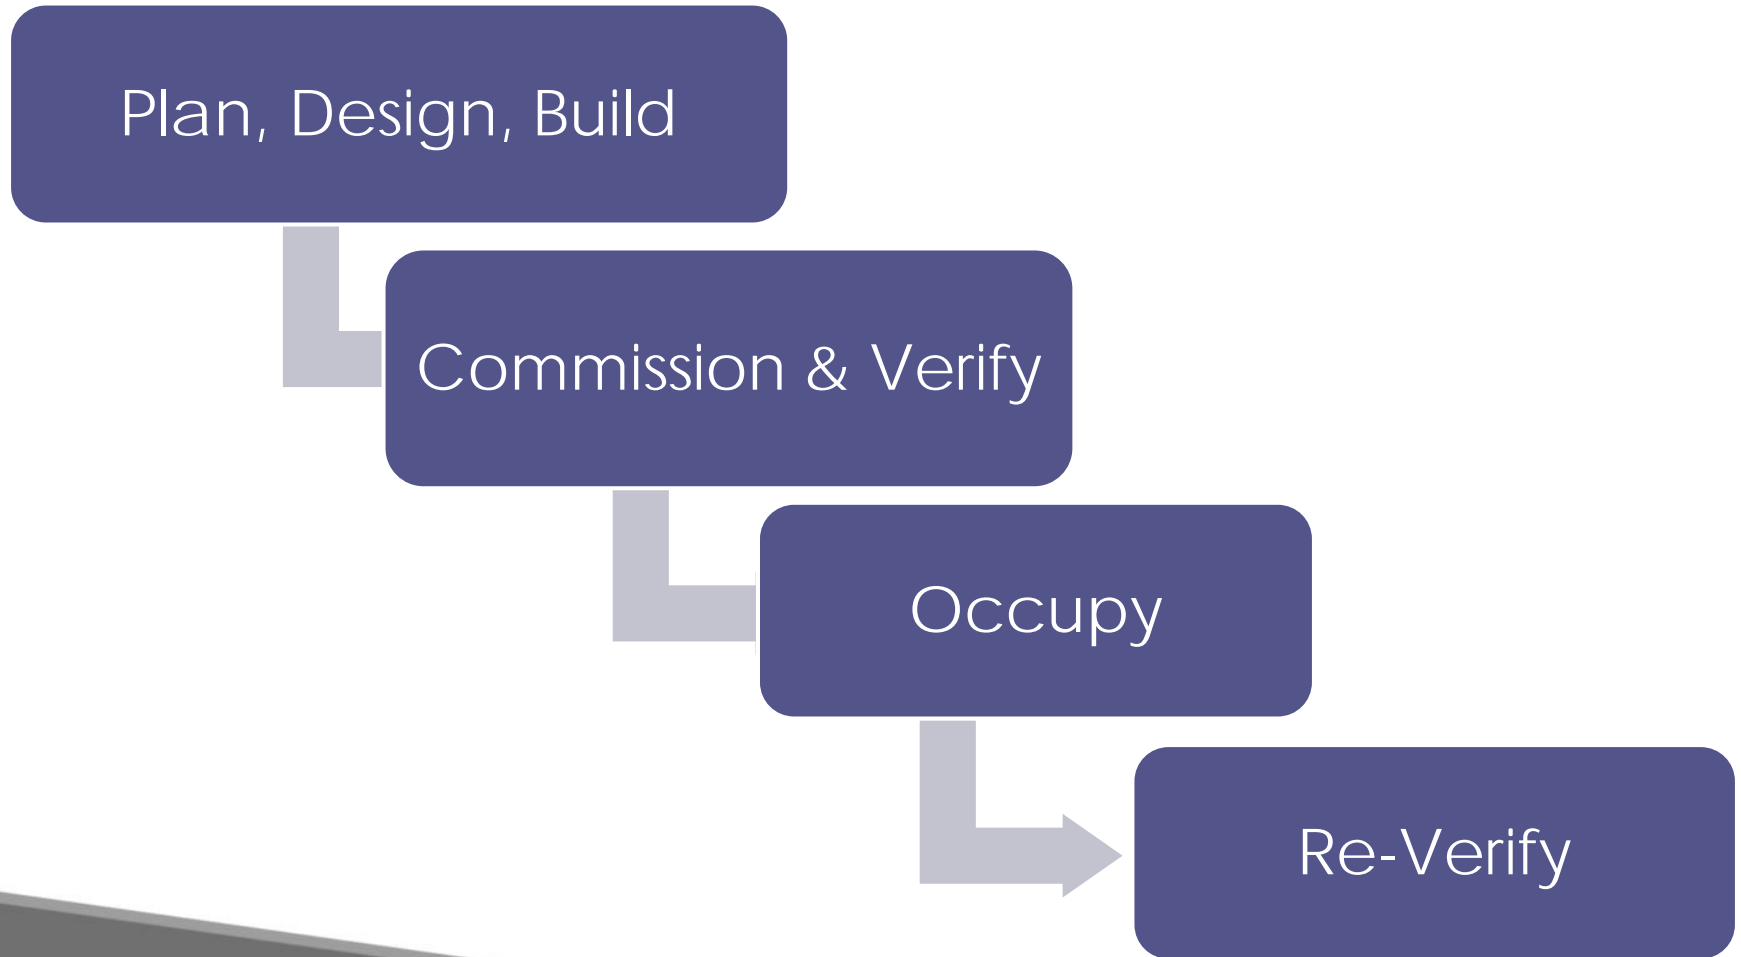 Plan, Design, Build
Commission & Verify
Occupy
Re-Verify